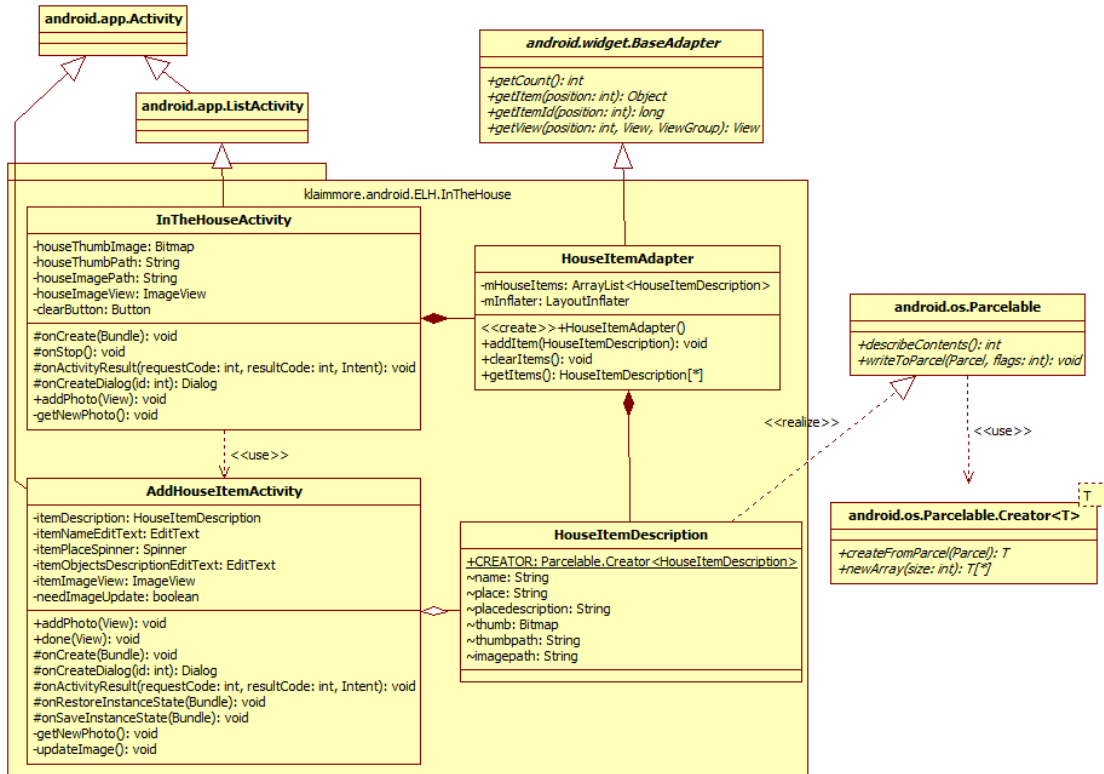 android.app.Activity
android.app.ListActivity
android.widget.BaseAdapter
+getCount(): int
+getItem(position: int): Object
+getItemId(position: int): long
+getView(position: int, View, ViewGroup): View
klaimmore.android.ELH.InTheHouse
InTheHouseActivity
-houseThumbImage: Bitmap
-houseThumbPath: String
-houseImagePath: String
-houseImageView: ImageView
-clearButton: Button
#onCreate(Bundle): void
#onStop(): void
#onActivityResult(requestCode: int, resultCode: int, Intent): void
#onCreateDialog(id: int): Dialog
+addPhoto(View): void
-getNewPhoto(): void
HouseItemAdapter
-mHouseItems: ArrayList<HouseItemDescription>
-mInflater: LayoutInflater
<<create>>+HouseItemAdapter()
+addItem(HouseItemDescription): void
+clearItems(): void
+getItems(): HouseItemDescription[*]
android.os.Parcelable
+describeContents(): int
+writeToParcel(Parcel, flags: int): void
<<realize>>
<<use>>
<<use>>
AddHouseItemActivity
-itemDescription: HouseItemDescription
-itemNameEditText: EditText
-itemPlaceSpinner: Spinner
-itemObjectsDescriptionEditText: EditText
-itemImageView: ImageView
-needImageUpdate: boolean
+addPhoto(View): void
+done(View): void
#onCreate(Bundle): void
#onCreateDialog(id: int): Dialog
#onActivityResult(requestCode: int, resultCode: int, Intent): void
#onRestoreInstanceState(Bundle): void
#onSaveInstanceState(Bundle): void
-getNewPhoto(): void
-updateImage(): void
HouseItemDescription
+CREATOR: Parcelable.Creator<HouseItemDescription>
~name: String
~place: String
~placedescription: String
~thumb: Bitmap
~thumbpath: String
~imagepath: String
T
android.os.Parcelable.Creator<T>
+createFromParcel(Parcel): T
+newArray(size: int): T[*]